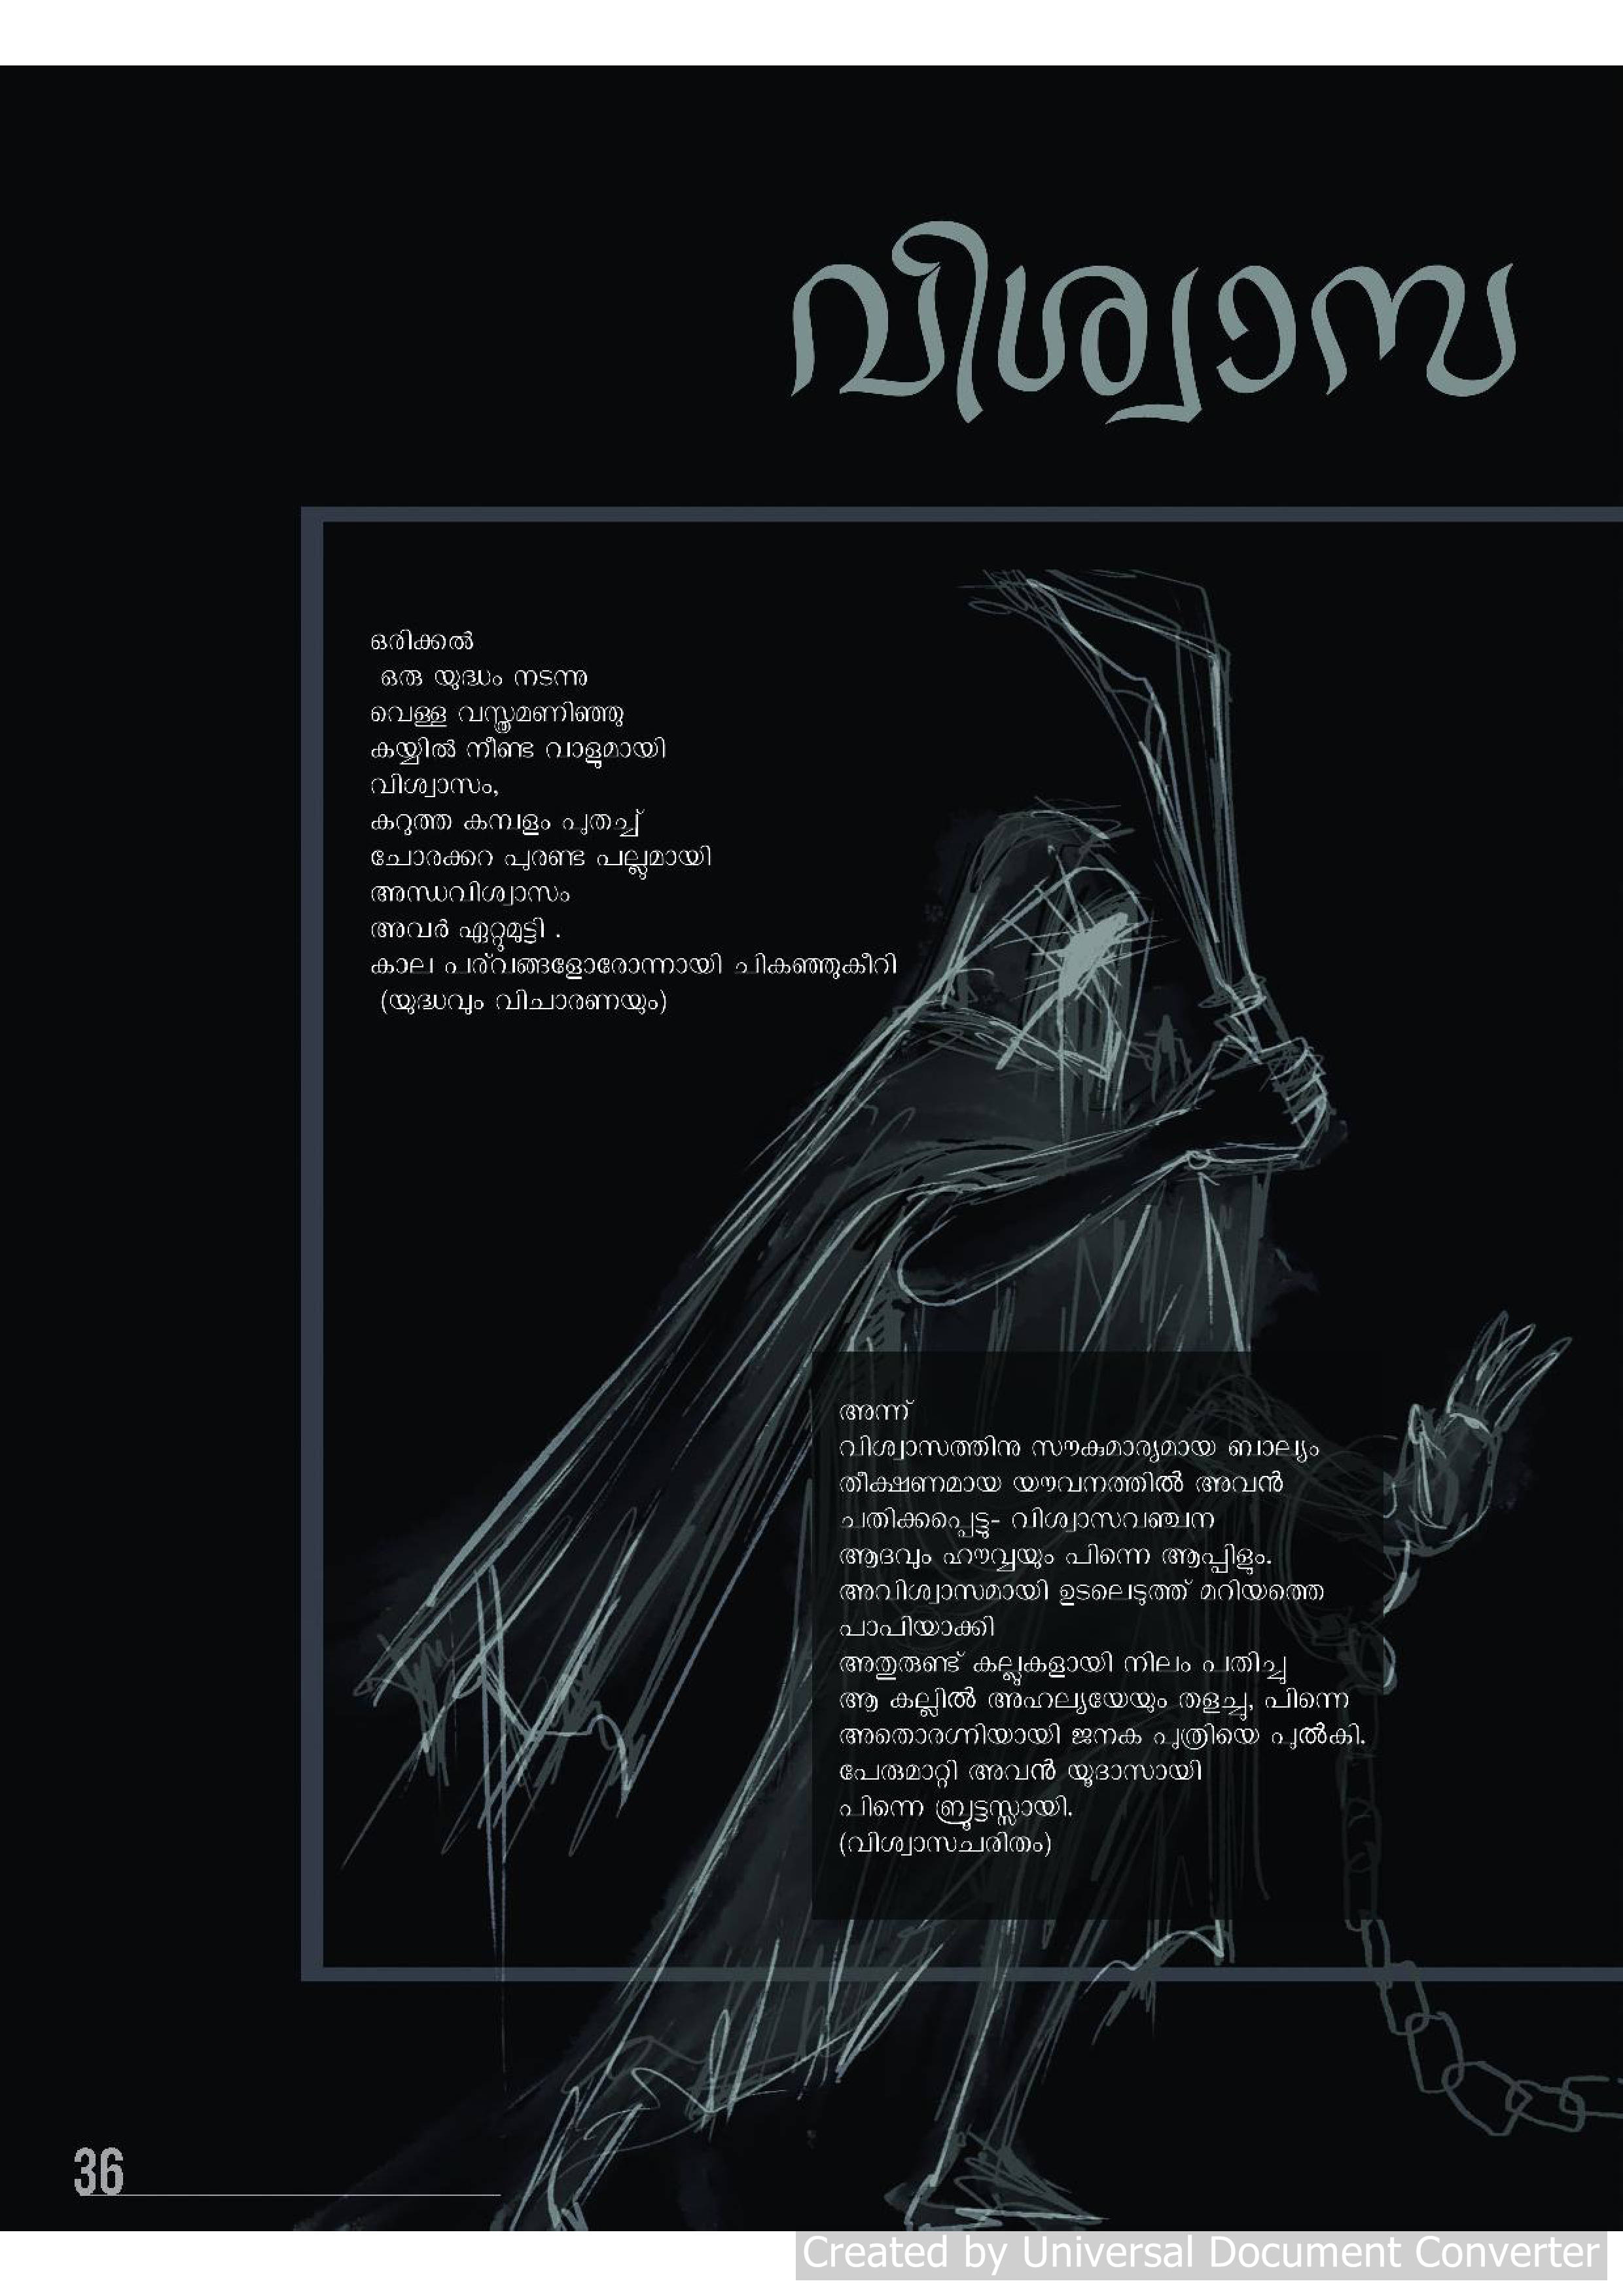 വിശ്വാസ
ഒരിക്കൽ
ഒരു യുദ്ധം നടന്നു
വെള്ള വസ്ത്രമണിഞ്ഞു
കയ്യിൽ നീണ്ട വാളുമായി
വിശ്വാസം,
കറുത്ത കമ്പളം പുതച്ച്
ചോരക്കറ പുരണ്ട പല്ലുമായി
അന്ധവിശ്വാസം
അവർ ഏറ്റുമുട്ടി .
കാല പര്വങ്ങളോരോന്നായി ചികഞ്ഞുകീറി
(യുദ്ധവും വിചാരണയും)
അന്ന്
വിശ്വാസത്തിനു സൗകുമാര്യമായ ബാല്യം
തീക്ഷണമായ യൗവനത്തിൽ അവൻ
ചതിക്കപ്പെട്ടു- വിശ്വാസവഞ്ചന
ആദവും ഹൗവ്വയും പിന്നെ ആപ്പിളും.
അവിശ്വാസമായി ഉടലെടുത്ത് മറിയത്തെ
പാപിയാക്കി
അതുരുണ്ട് കല്ലുകളായി നിലം പതിച്ചു
ആ കല്ലിൽ അഹല്യയേയും തളച്ചു, പിന്നെ
അതൊരഗ്നിയായി ജനക പുത്രിയെ പുൽകി.
പേരുമാറ്റി അവൻ യൂദാസായി
പിന്നെ ബ്രൂട്ടസ്സായി.
(വിശ്വാസചരിതം)
36
Created by Universal Document Converter